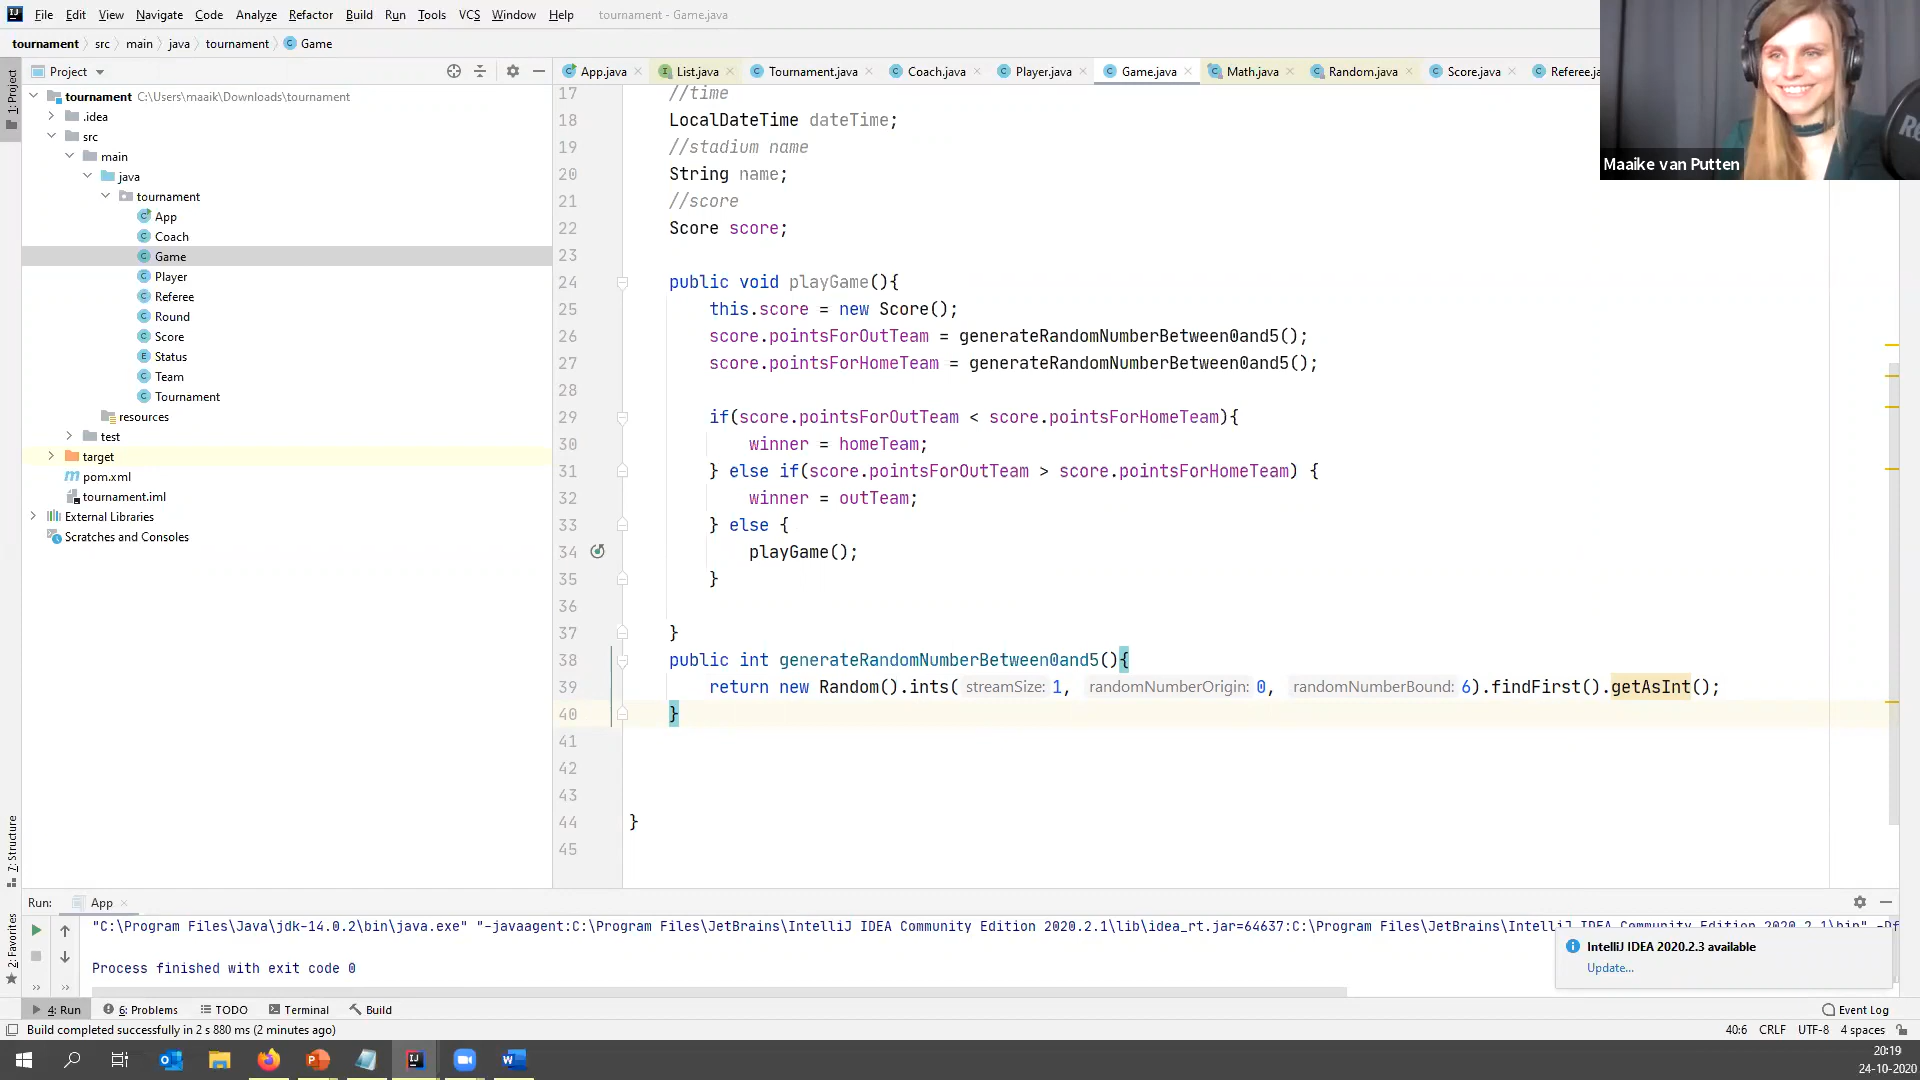 File Edit View Navigate Code Analyze Refactor Build Run Tools VCS Window Help tournament - Game.java
tournament src main java tournament Game
Project
App.java List.java Tournament.java Coach.java Player.java Game.java Math.java Random.java Score.java Referee.ja
1: Project
tournament C:\Users\maaik\Downloads\tournament
.idea
src
main
java
tournament
App
Coach
Game
Player
Referee
Round
Score
Status
Team
Tournament
resources
test
target
pom.xml
tournament.iml
External Libraries
Scratches and Consoles
7: Structure
2: Favorites
17 //time
18 LocalDateTime dateTime;
19 //stadium name
20 String name;
21 //score
22 Score score;
23
24 public void playGame(){
25 this.score = new Score();
26 score.pointsForOutTeam = generateRandomNumberBetween0and5();
27 score.pointsForHomeTeam = generateRandomNumberBetween0and5();
28
29 if(score.pointsForOutTeam < score.pointsForHomeTeam){
30 winner = homeTeam;
31 } else if(score.pointsForOutTeam > score.pointsForHomeTeam) {
32 winner = outTeam;
33 } else {
34 playGame();
35 }
36
37 }
38 public int generateRandomNumberBetween0and5(){
39 return new Random().ints( streamSize: 1, randomNumberOrigin: 0, randomNumberBound: 6).findFirst().getAsInt();
40 }
41
42
43
44 }
45
Maaike van Putten
Run: App
"C:\Program Files\Java\jdk-14.0.2\bin\java.exe" "-javaagent:C:\Program Files\JetBrains\IntelliJ IDEA Community Edition 2020.2.1\lib\idea_rt.jar=64637:C:\Program Files\JetBrains\IntelliJ IDEA Community Edition 2020.2.1\bin" -Df
Process finished with exit code 0
IntelliJ IDEA 2020.2.3 available
Update...
4: Run 6: Problems TODO Terminal Build Event Log
Build completed successfully in 2 s 880 ms (2 minutes ago) 40:6 CRLF UTF-8 4 spaces
20:19
24-10-2020